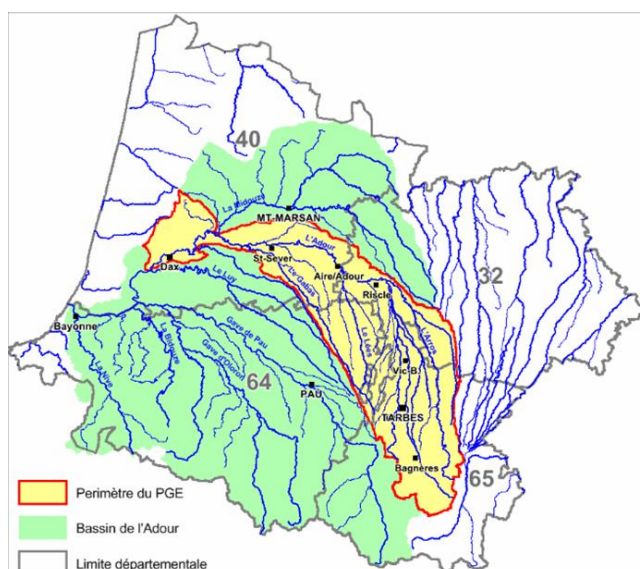 40
La Midouze
MT-MARSAN
L'Adour
St-Sever
32
Dax
Aire/Adour
Le Gabas
Le Luy
Riscle
Bayonne
L'Arros
Le Lées
Gave de Pau
La Bidouze
Vic-B.
Gave d'Oloron
La Nive
64
PAU
TARBES
Bagnères
65
Perimètre du PGE
Bassin de l'Adour
Limite départementale